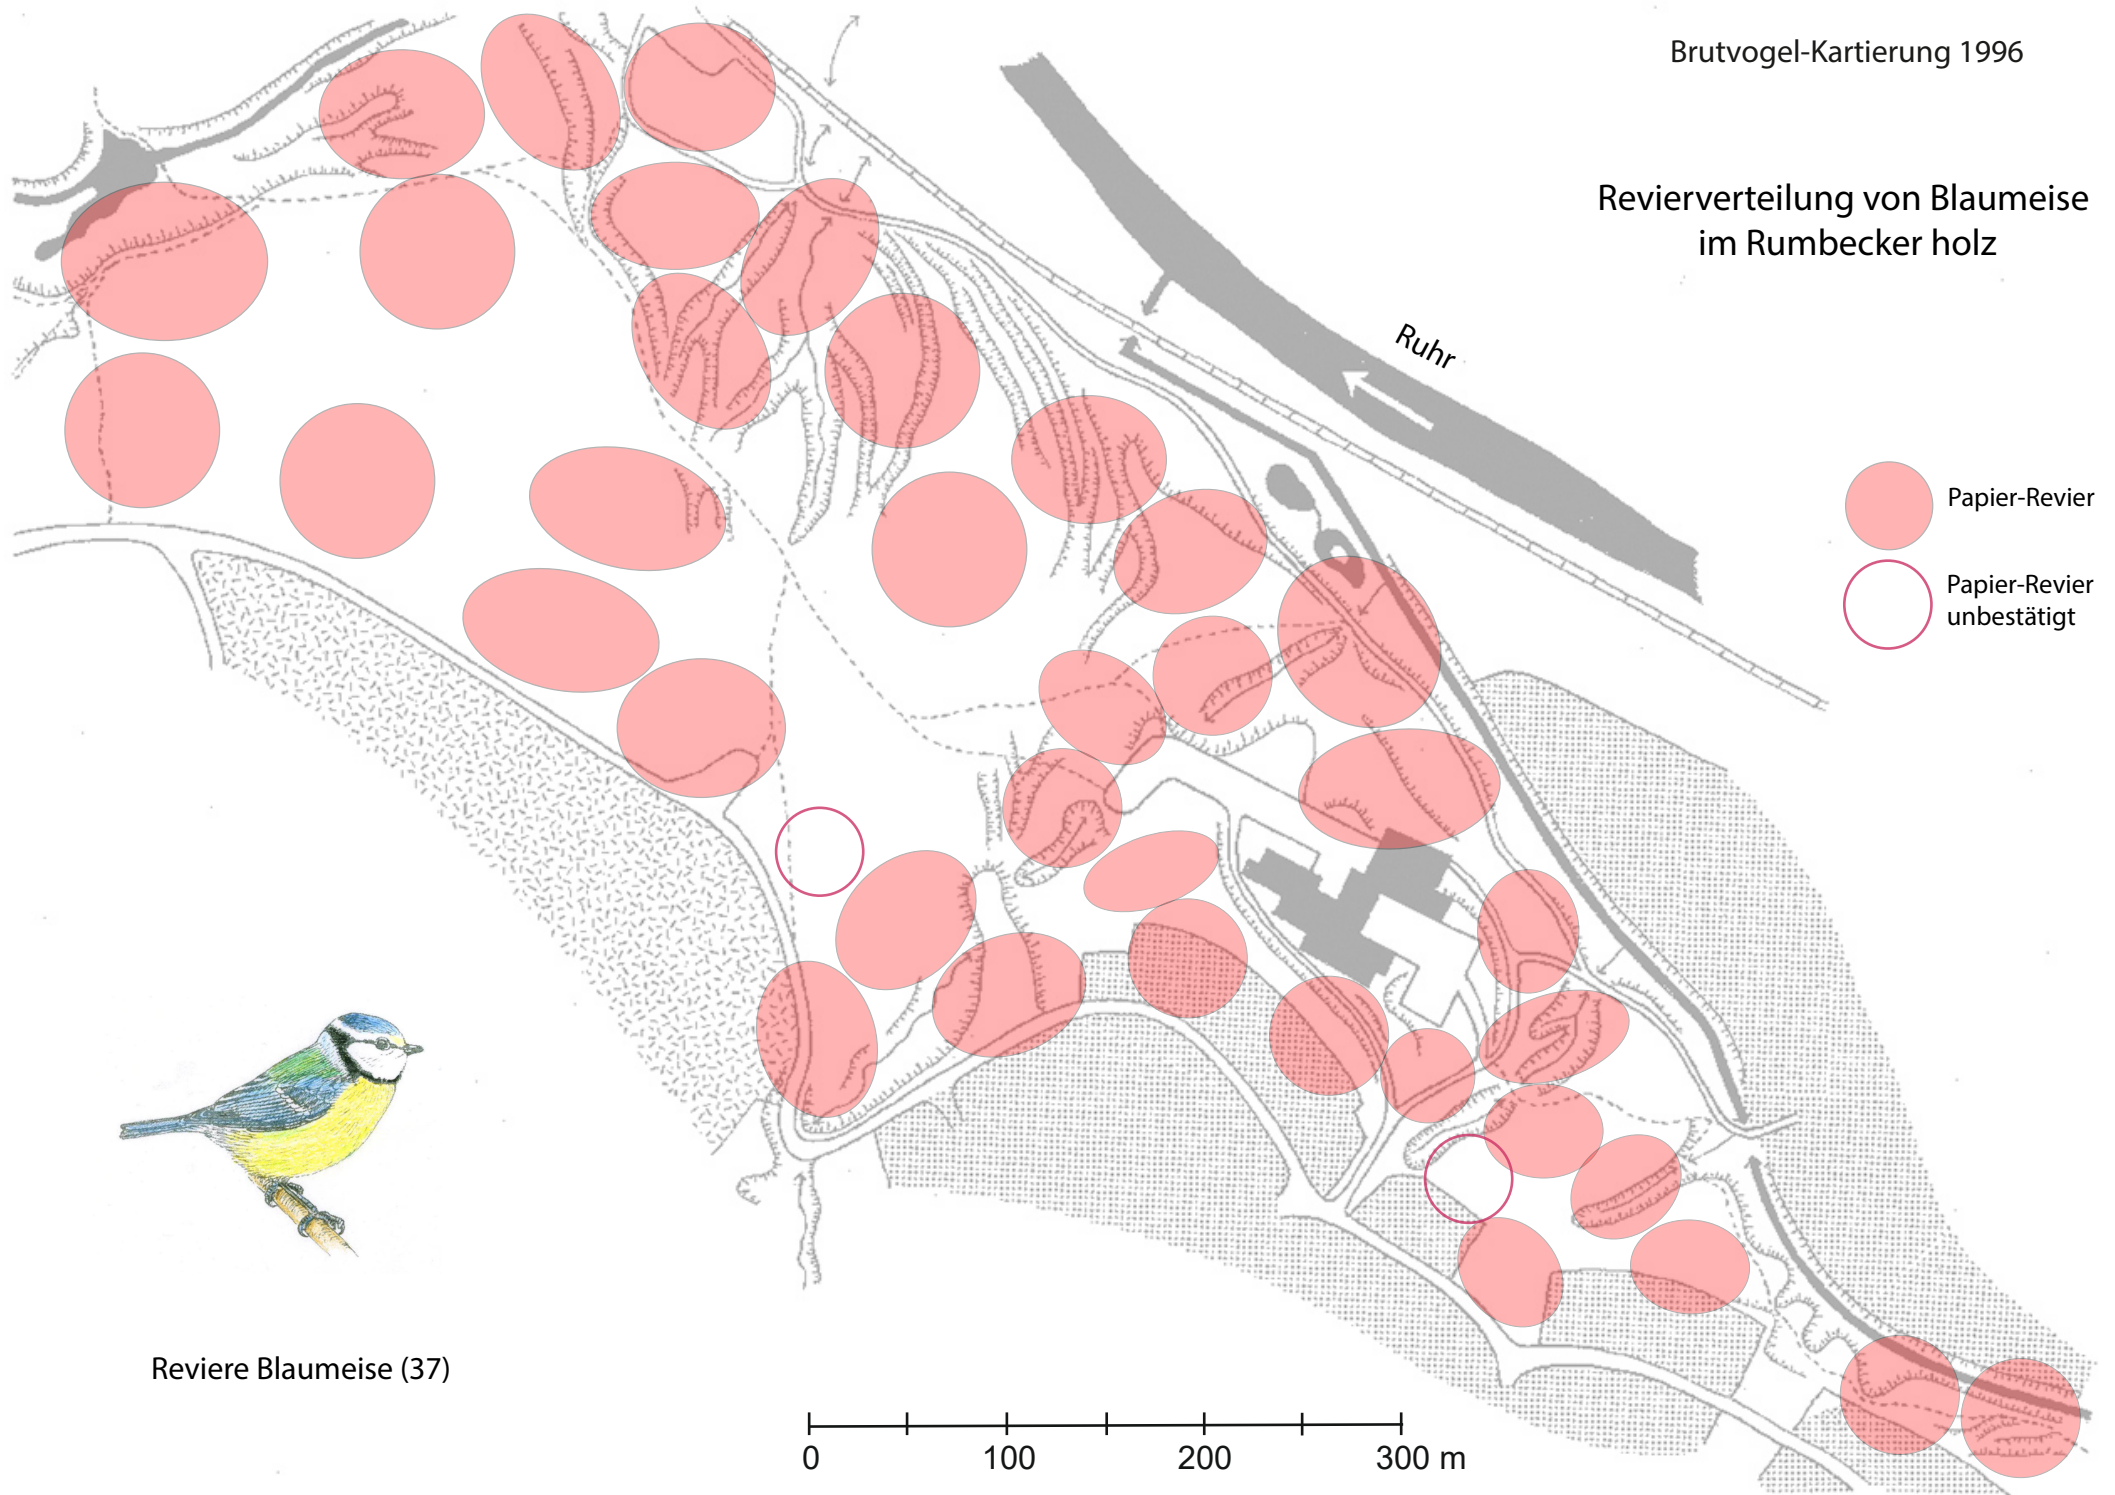 Brutvogel-Kartierung 1996
Revierverteilung von Blaumeise
im Rumbecker holz
Ruhr
Papier-Revier
Papier-Revier
unbestätigt
Reviere Blaumeise (37)
0 100 200 300 m